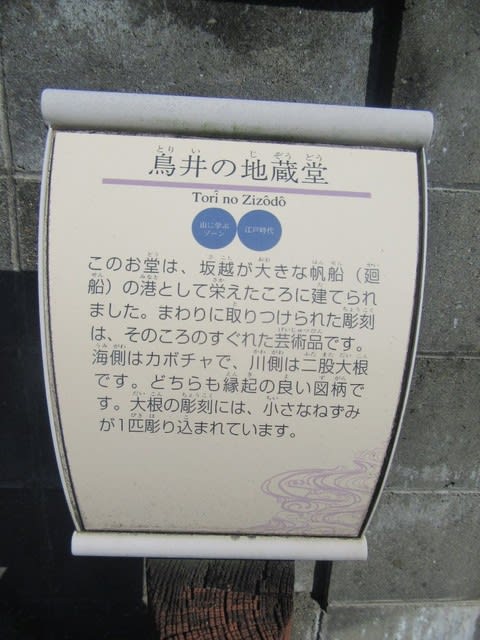 鳥井の地蔵堂
Torî no Zizôdô
山に学ぶ
ゾーン
江戸時代
このお堂は、坂越が大きな帆船（廻
船）の港として栄えたころに建てられ
ました。まわりに取りつけられた彫刻
は、そのころのすぐれた芸術品です。
海側はカボチャで、川側は二股大根
です。どちらも縁起の良い図柄で
す。大根の彫刻には、小さなねずみ
が1匹彫り込まれています。